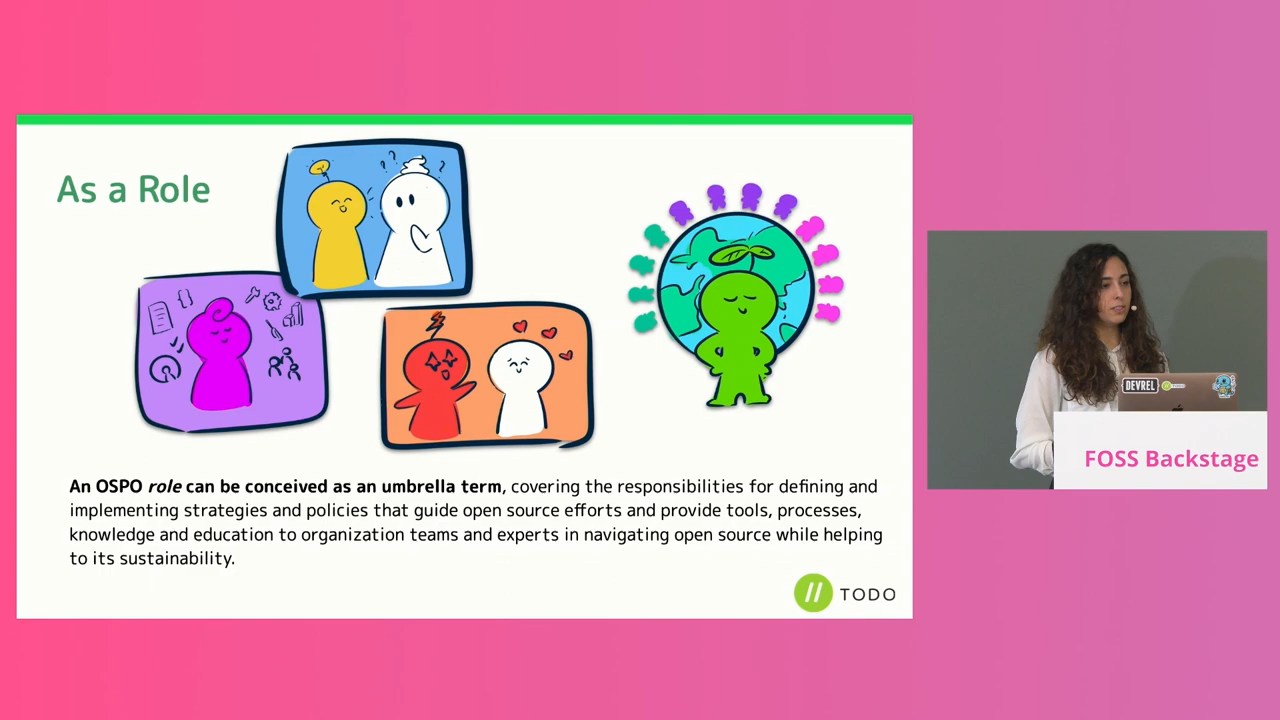 As a Role
An OSPO role can be conceived as an umbrella term, covering the responsibilities for defining and
implementing strategies and policies that guide open source efforts and provide tools, processes,
knowledge and education to organization teams and experts in navigating open source while helping
to its sustainability.
// TODO
DEVREL
FOSS Backstage